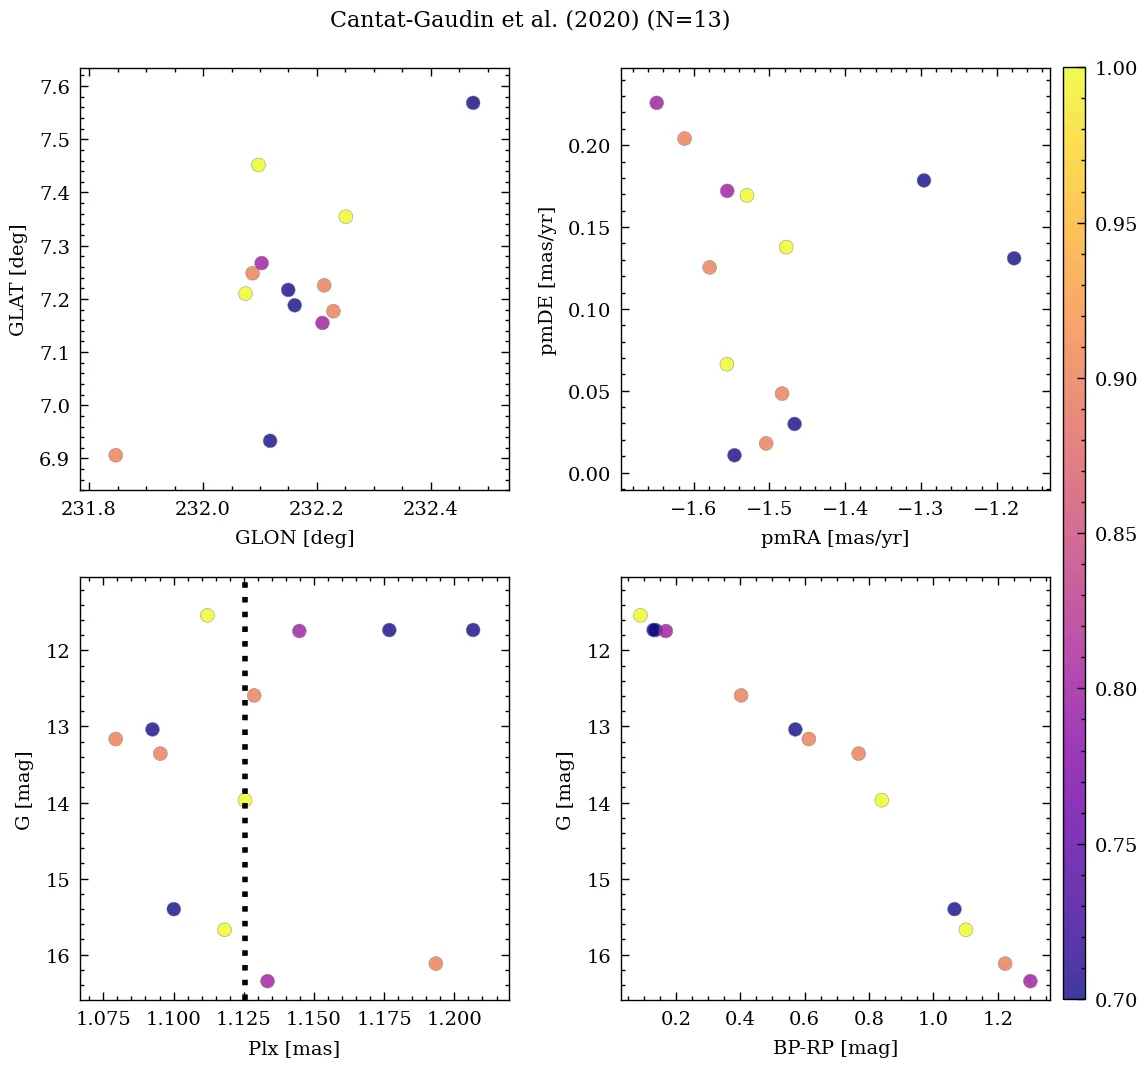 Cantat-Gaudin et al. (2020) (N=13)
7.6
7.5
7.4
7.3
7.2
7.1
7.0
6.9
GLAT [deg]
231.8 232.0 232.2 232.4
GLON [deg]
0.20
0.15
0.10
0.05
0.00
pmDE [mas/yr]
−1.6 −1.5 −1.4 −1.3 −1.2
pmRA [mas/yr]
12
13
14
15
16
G [mag]
1.075 1.100 1.125 1.150 1.175 1.200
Plx [mas]
12
13
14
15
16
G [mag]
0.2 0.4 0.6 0.8 1.0 1.2
BP-RP [mag]
1.00
0.95
0.90
0.85
0.80
0.75
0.70